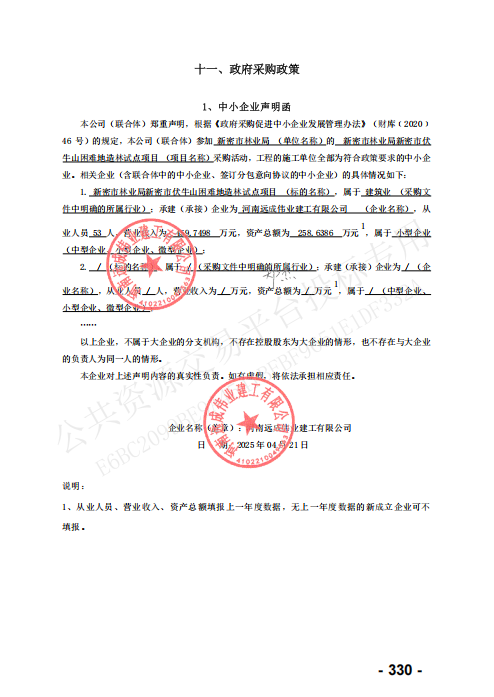 十一、政府采购政策
1、中小企业声明函
本公司（联合体）郑重声明，根据《政府采购促进中小企业发展管理办法》（财库（2020）
46 号）的规定，本公司（联合体）参加 新密市林业局 （单位名称）的 新密市林业局新密市伏
牛山困难地造林试点项目 （项目名称）采购活动，工程的施工单位全部为符合政策要求的中小企
业。相关企业（含联合体中的中小企业、签订分包意向协议的中小企业）的具体情况如下：
1. 新密市林业局新密市伏牛山困难地造林试点项目 （标的名称），属于 建筑业 （采购文
件中明确的所属行业）；承建（承接）企业为 河南远成伟业建工有限公司 （企业名称），从
业人员 53 人，营业收入为 459.7498 万元，资产总额为 258.6386 万元 1，属于 小型企业
（中型企业、小型企业、微型企业）；
2. / （标的名称），属于 / （采购文件中明确的所属行业）；承建（承接）企业为 / （企
业名称），从业人员 / 人，营业收入为 / 万元，资产总额为 / 万元 1，属于 / （中型企业、
小型企业、微型企业）；
……
以上企业，不属于大企业的分支机构，不存在控股股东为大企业的情形，也不存在与大企业
的负责人为同一人的情形。
本企业对上述声明内容的真实性负责。如有虚假，将依法承担相应责任。
企业名称（盖章）：河南远成伟业建工有限公司
日 期：2025 年 04 月 21 日
说明：
1、从业人员、营业收入、资产总额填报上一年度数据，无上一年度数据的新成立企业可不
填报。
- 330 -